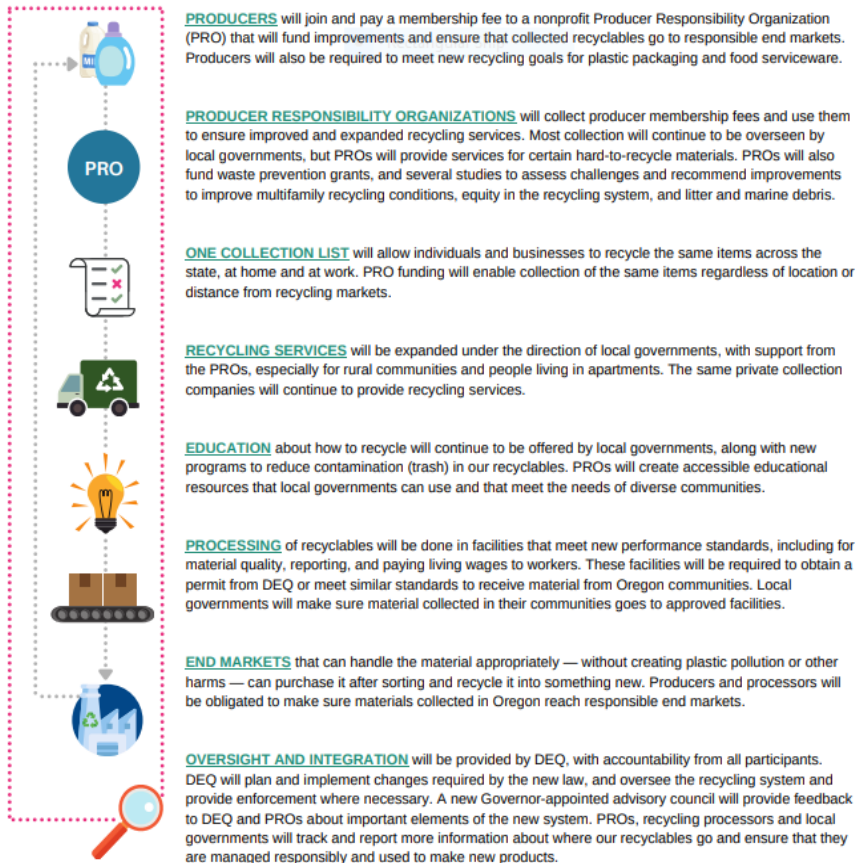 PRODUCERS will join and pay a membership fee to a nonprofit Producer Responsibility Organization
(PRO) that will fund improvements and ensure that collected recyclables go to responsible end markets.
Producers will also be required to meet new recycling goals for plastic packaging and food serviceware.
MI
PRODUCER RESPONSIBILITY ORGANIZATIONS will collect producer membership fees and use them
to ensure improved and expanded recycling services. Most collection will continue to be overseen by
local governments, but PROs will provide services for certain hard-to-recycle materials. PROs will also
fund waste prevention grants, and several studies to assess challenges and recommend improvements
to improve multifamily recycling conditions, equity in the recycling system, and litter and marine debris.
PRO
ONE COLLECTION LIST will allow individuals and businesses to recycle the same items across the
state, at home and at work. PRO funding will enable collection of the same items regardless of location or
distance from recycling markets.
RECYCLING SERVICES will be expanded under the direction of local governments, with support from
the PROs, especially for rural communities and people living in apartments. The same private collection
companies will continue to provide recycling services.
EDUCATION about how to recycle will continue to be offered by local governments, along with new
programs to reduce contamination (trash) in our recyclables. PROs will create accessible educational
resources that local governments can use and that meet the needs of diverse communities.
PROCESSING of recyclables will be done in facilities that meet new performance standards, including for
material quality, reporting, and paying living wages to workers. These facilities will be required to obtain a
permit from DEQ or meet similar standards to receive material from Oregon communities. Local
governments will make sure material collected in their communities goes to approved facilities.
END MARKETS that can handle the material appropriately — without creating plastic pollution or other
harms — can purchase it after sorting and recycle it into something new. Producers and processors will
be obligated to make sure materials collected in Oregon reach responsible end markets.
OVERSIGHT AND INTEGRATION will be provided by DEQ, with accountability from all participants.
DEQ will plan and implement changes required by the new law, and oversee the recycling system and
provide enforcement where necessary. A new Governor-appointed advisory council will provide feedback
to DEQ and PROs about important elements of the new system. PROs, recycling processors and local
governments will track and report more information about where our recyclables go and ensure that they
are managed responsibly and used to make new products.